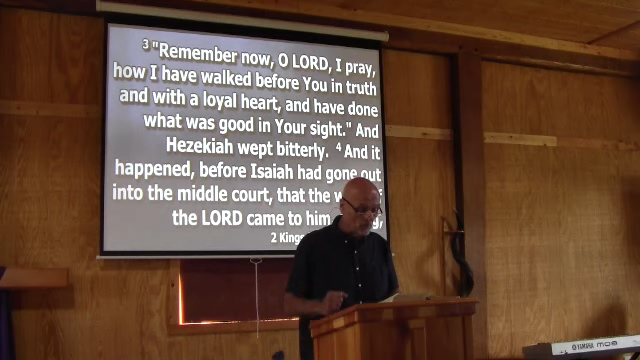 3 "Remember now, O LORD, I pray,
how I have walked before You in truth
and with a loyal heart, and have done
what was good in Your sight." And
Hezekiah wept bitterly. 4 And it
happened, before Isaiah had gone out
into the middle court, that the
the LORD came to him
2 Kings
YAMAHA MO8